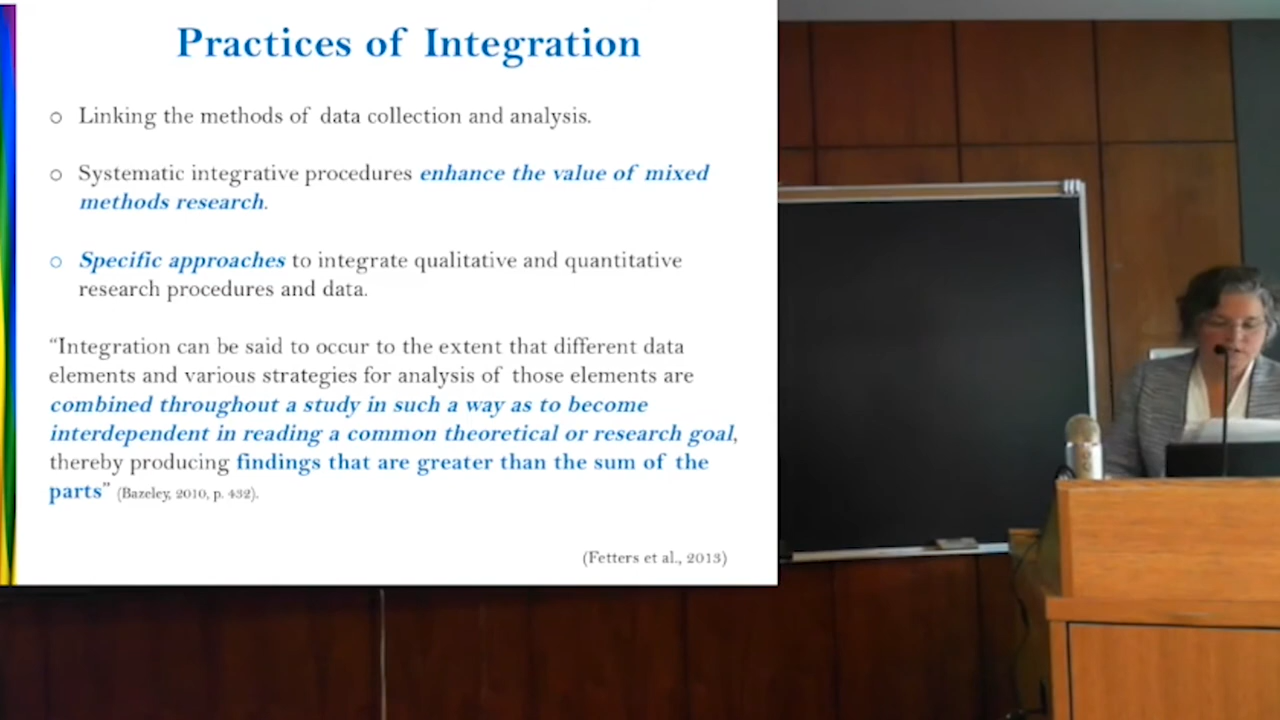 Practices of Integration
Linking the methods of data collection and analysis.
Systematic integrative procedures enhance the value of mixed
methods research.
Specific approaches to integrate qualitative and quantitative
research procedures and data.
“Integration can be said to occur to the extent that different data
elements and various strategies for analysis of those elements are
combined throughout a study in such a way as to become
interdependent in reading a common theoretical or research goal,
thereby producing findings that are greater than the sum of the
parts” (Bazeley, 2010, p. 432).
(Fetters et al., 2013)